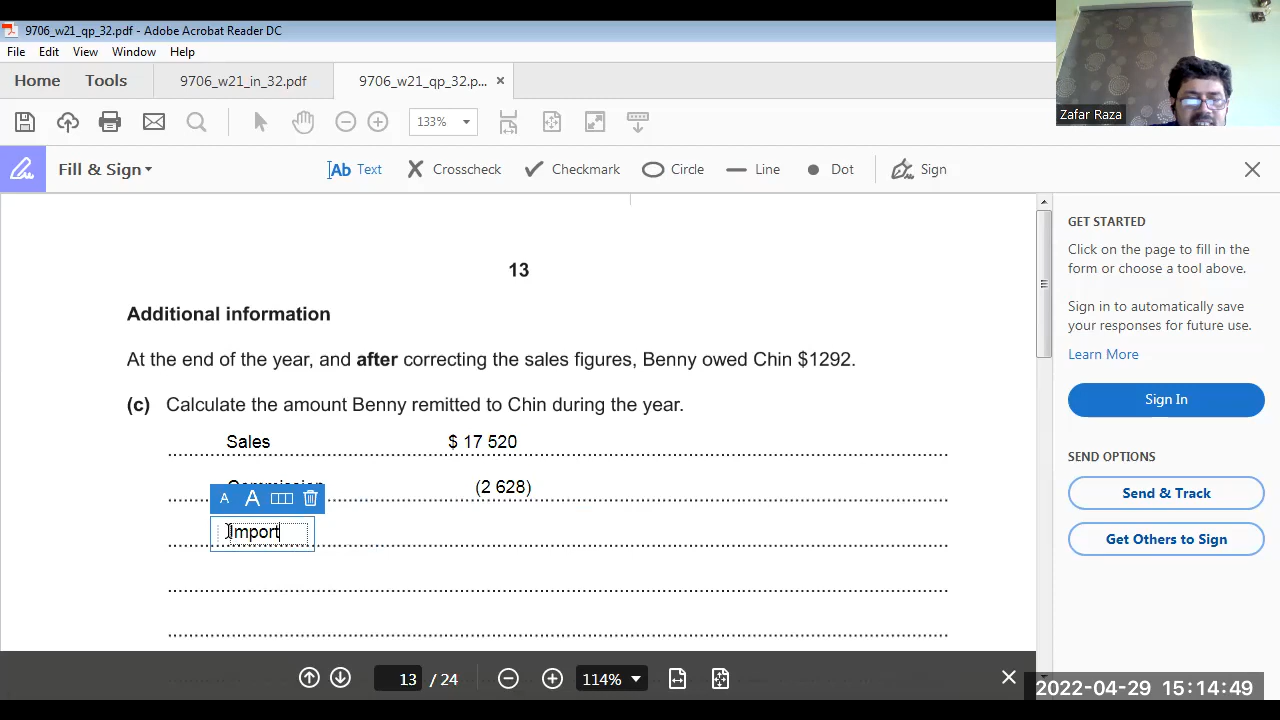 9706_w21_qp_32.pdf - Adobe Acrobat Reader DC
File Edit View Window Help
Home Tools 9706_w21_in_32.pdf 9706_w21_qp_32.p... ×
133%
Fill & Sign Ab Text Crosscheck Checkmark Circle Line Dot Sign
Zafar Raza
13
Additional information
At the end of the year, and after correcting the sales figures, Benny owed Chin $1292.
(c) Calculate the amount Benny remitted to Chin during the year.
Sales $ 17 520
(2 628)
A A
Import
GET STARTED
Click on the page to fill in the
form or choose a tool above.
Sign in to automatically save
your responses for future use.
Learn More
Sign In
SEND OPTIONS
Send & Track
Get Others to Sign
13 / 24 114%
2022-04-29 15:14:49